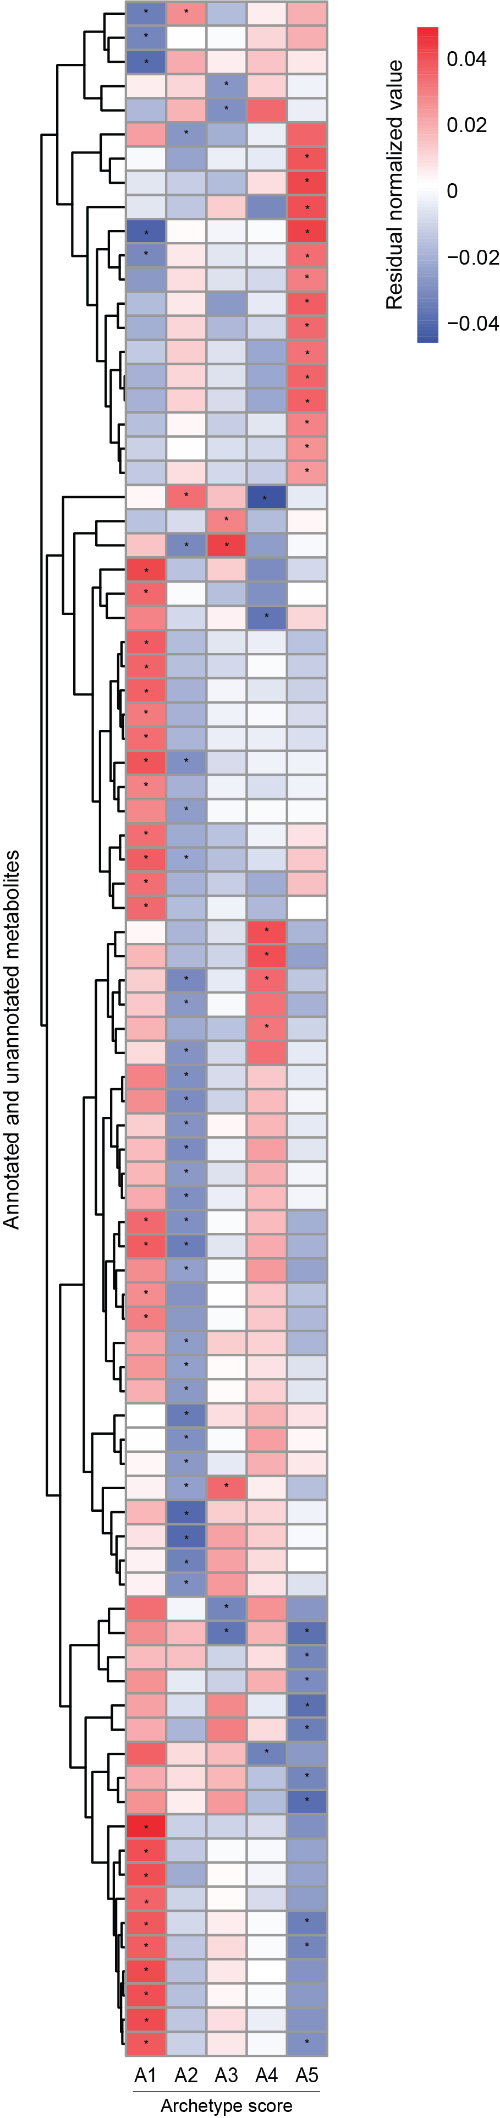 Residual normalized value
0.04
0.02
0
−0.02
−0.04
Annotated and unannotated metabolites
A1 A2 A3 A4 A5
Archetype score